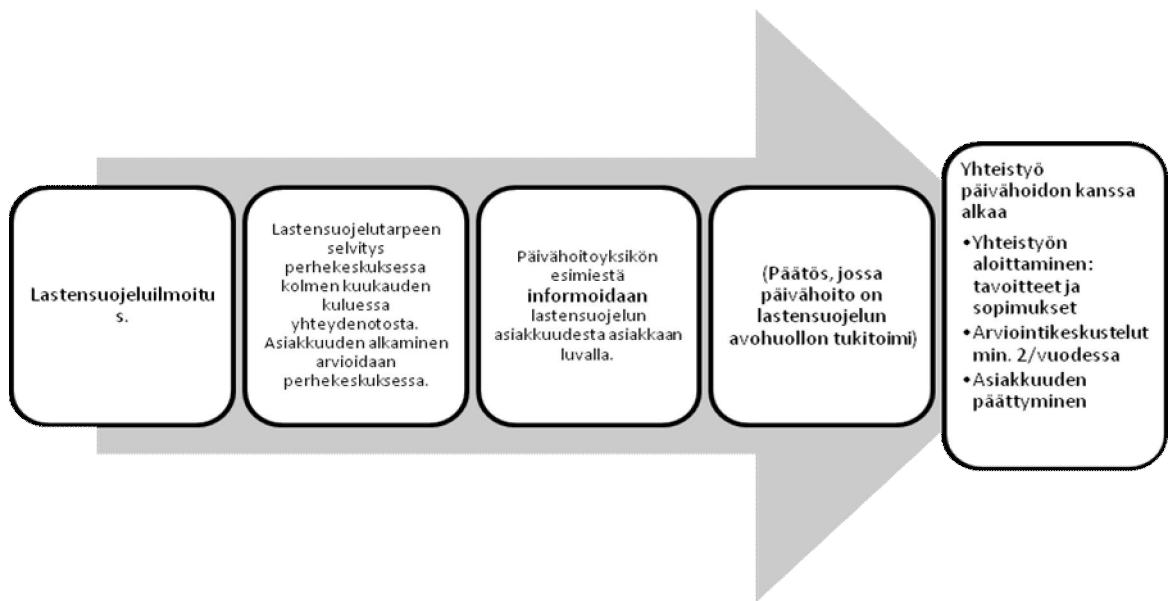 Lastensuojeluilmoitu
s.
Lastensuojelutarpeen
selvitys
perhekeskuksessa
kolmen kuukauden
kuluessa
yhteydenotosta.
Asiakkuuden alkaminen
arvioidaan
perhekeskuksessa.
Päivähoitoyksikön
esimiestä
informoidaan
lastensuojelun
asiakkuudesta asiakkaan
luvalla.
(Päätös, jossa
päivähoito on
lastensuojelun
avohuollon tukitoimi)
Yhteistyö
päivähoidon kanssa
alkaa
•Yhteistyön
aloittaminen:
tavoitteet ja
sopimukset
•Arviointikeskustelut
min. 2/vuodessa
•Asiakkuuden
päättyminen